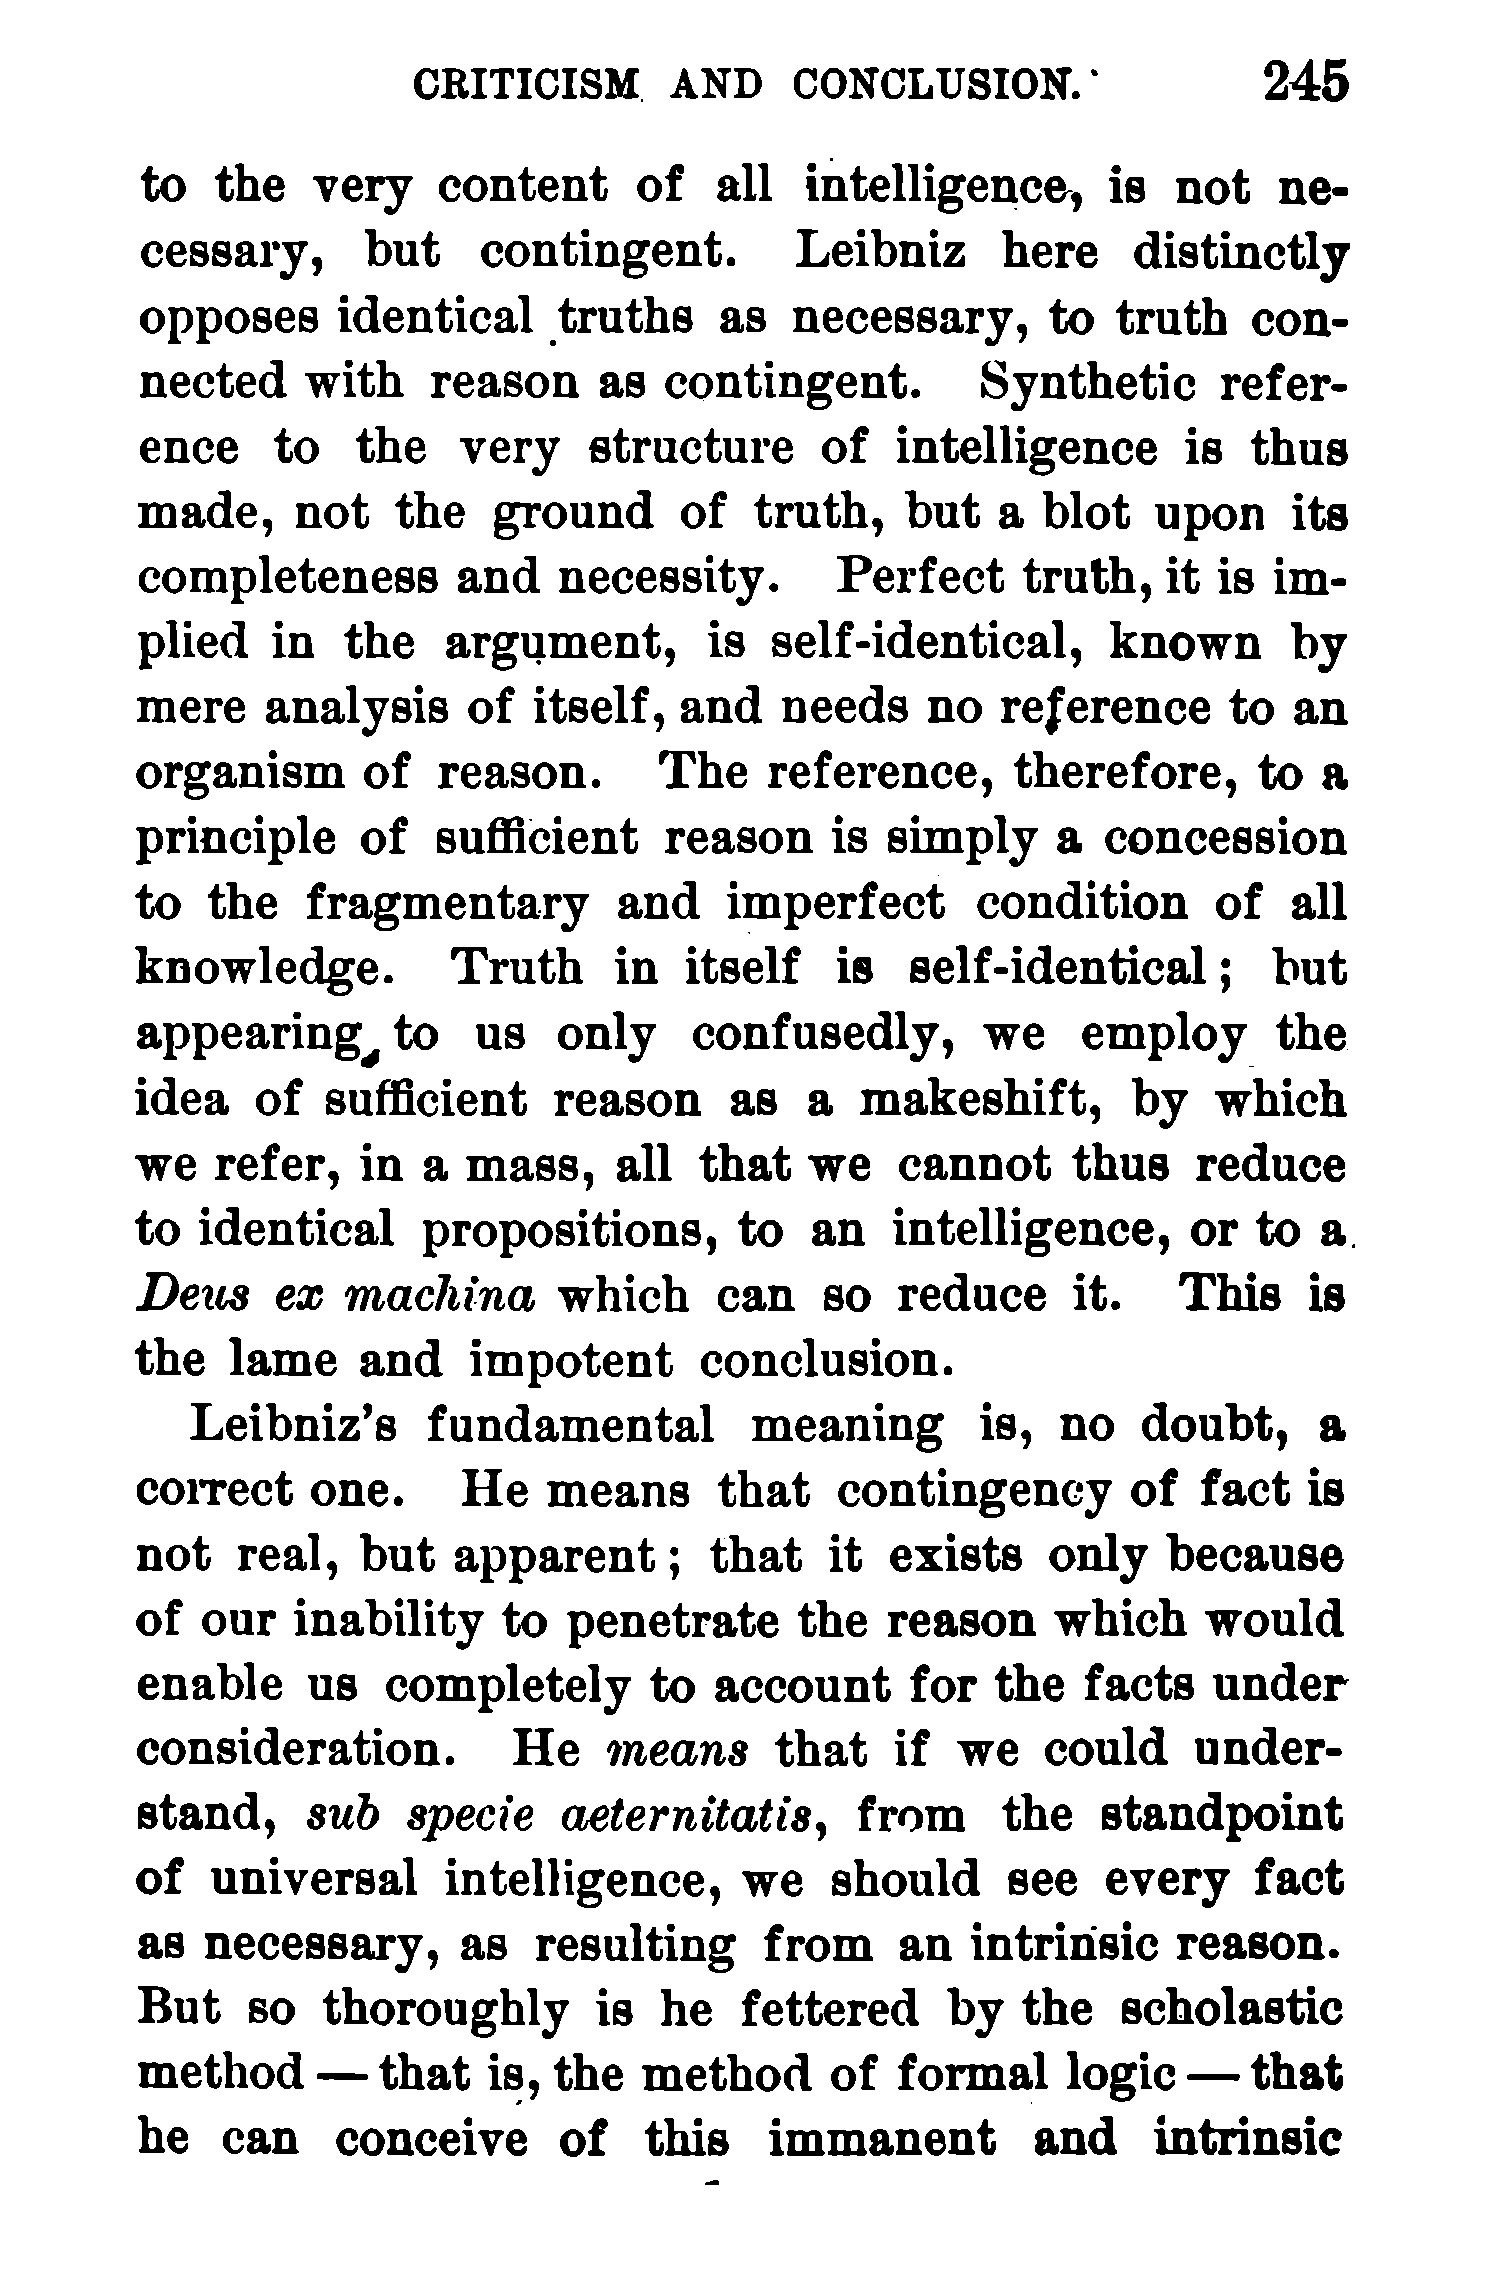 CRITICISM AND CONCLUSION. 245
to the very content of all intelligence, is not ne-
cessary, but contingent. Leibniz here distinctly
opposes identical truths as necessary, to truth con-
nected with reason as contingent. Synthetic refer-
ence to the very structure of intelligence is thus
made, not the ground of truth, but a blot upon its
completeness and necessity. Perfect truth, it is im-
plied in the argument, is self-identical, known by
mere analysis of itself, and needs no reference to an
organism of reason. The reference, therefore, to a
principle of sufficient reason is simply a concession
to the fragmentary and imperfect condition of all
knowledge. Truth in itself is self-identical; but
appearing, to us only confusedly, we employ the
idea of sufficient reason as a makeshift, by which
we refer, in a mass, all that we cannot thus reduce
to identical propositions, to an intelligence, or to a
Deus ex machina which can so reduce it. This is
the lame and impotent conclusion.
Leibniz's fundamental meaning is, no doubt, a
correct one. He means that contingency of fact is
not real, but apparent; that it exists only because
of our inability to penetrate the reason which would
enable us completely to account for the facts under
consideration. He means that if we could under-
stand, sub specie aeternitatis, from the standpoint
of universal intelligence, we should see every fact
as necessary, as resulting from an intrinsic reason.
But so thoroughly is he fettered by the scholastic
method — that is, the method of formal logic — that
he can conceive of this immanent and intrinsic